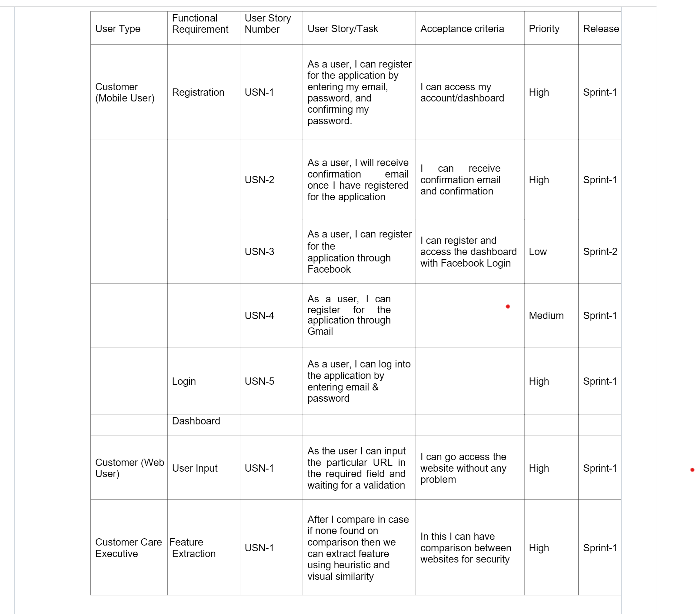 User Type
Functional
Requirement
User Story
Number
User Story/Task
Acceptance criteria
Priority
Release
Customer
(Mobile User)
Registration
USN-1
As a user, I can register
for the application by
entering my email,
password, and
confirming my
password.
I can access my
account/dashboard
High
Sprint-1
USN-2
As a user, I will receive
confirmation email
once I have registered
for the application
I can receive
confirmation email
and confirmation
High
Sprint-1
USN-3
As a user, I can register
for the
application through
Facebook
I can register and
access the dashboard
with Facebook Login
Low
Sprint-2
USN-4
As a user, I can
register for the
application through
Gmail
Medium
Sprint-1
Login
USN-5
As a user, I can log into
the application by
entering email &
password
High
Sprint-1
Dashboard
Customer (Web
User)
User Input
USN-1
As the user I can input
the particular URL in
the required field and
waiting for a validation
I can go access the
website without any
problem
High
Sprint-1
Customer Care
Executive
Feature
Extraction
USN-1
After I compare in case
if none found on
comparison then we
can extract feature
using heuristic and
visual similarity
In this I can have
comparison between
websites for security
High
Sprint-1